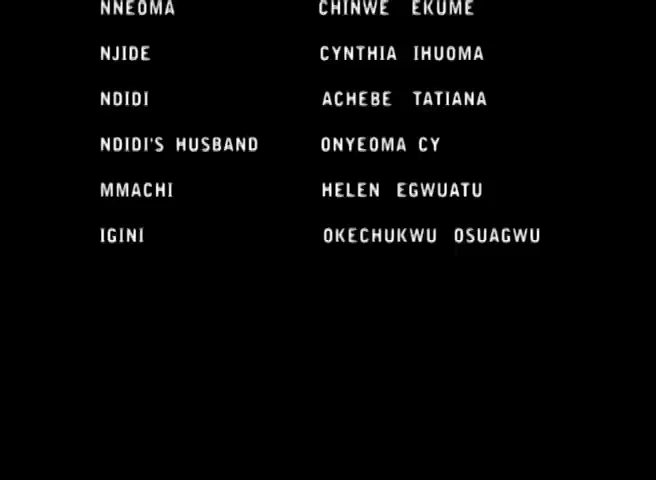 NNEOMA CHINWE EKUME
NJIDE CYNTHIA IHUOMA
NDIDI ACHEBE TATIANA
NDIDI'S HUSBAND ONYEOMA CY
MMACHI HELEN EGWUATU
IGINI OKECHUKWU OSUAGWU